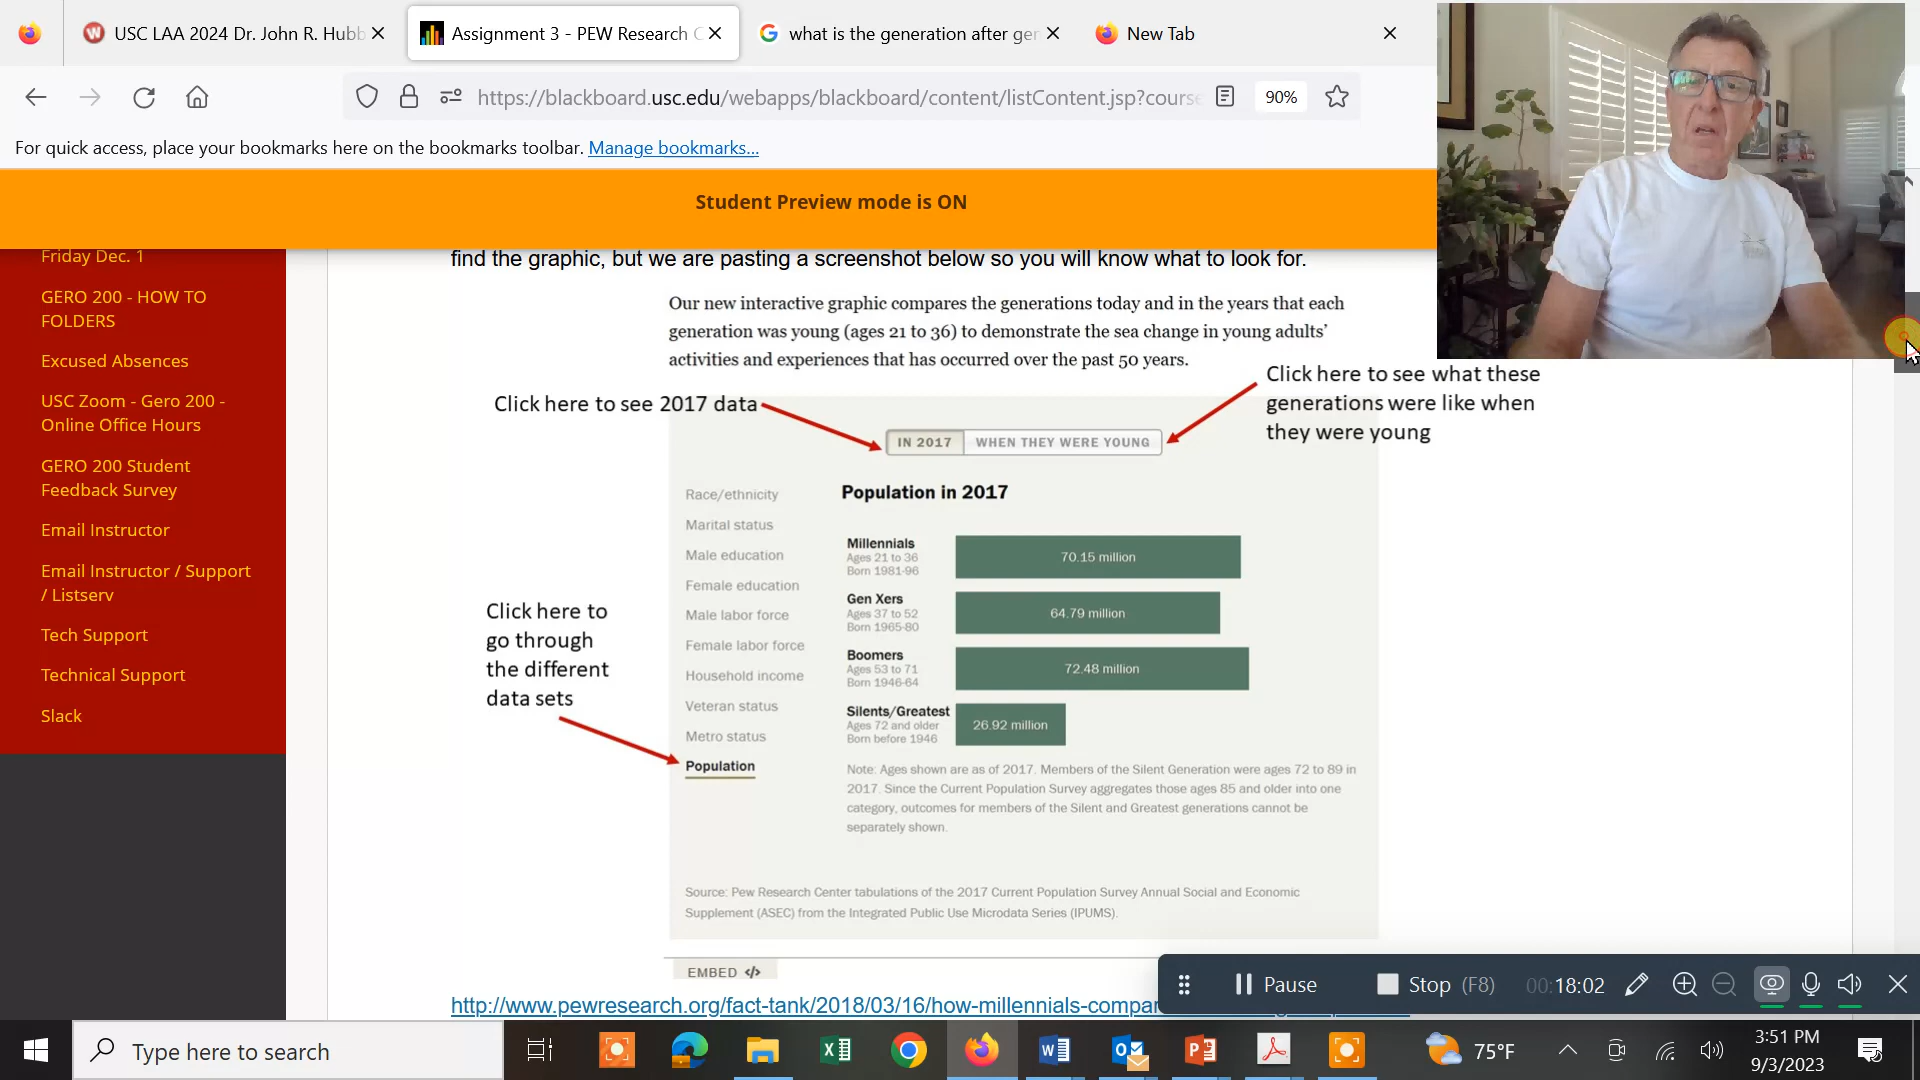 USC LAA 2024 Dr. John R. Hubb
Assignment 3 - PEW Research C
what is the generation after ger
New Tab
https://blackboard.usc.edu/webapps/blackboard/content/listContent.jsp?course
90%
For quick access, place your bookmarks here on the bookmarks toolbar. Manage bookmarks...
Student Preview mode is ON
Friday Dec. 1
GERO 200 - HOW TO
FOLDERS
Excused Absences
USC Zoom - Gero 200 -
Online Office Hours
GERO 200 Student
Feedback Survey
Email Instructor
Email Instructor / Support
/ Listserv
Tech Support
Technical Support
Slack
find the graphic, but we are pasting a screenshot below so you will know what to look for.
Our new interactive graphic compares the generations today and in the years that each
generation was young (ages 21 to 36) to demonstrate the sea change in young adults'
activities and experiences that has occurred over the past 50 years.
Click here to see 2017 data
Click here to see what these
generations were like when
they were young
IN 2017
WHEN THEY WERE YOUNG
Click here to
go through
the different
data sets
Race/ethnicity
Marital status
Male education
Female education
Male labor force
Female labor force
Household income
Veteran status
Metro status
Population
Population in 2017
Millennials
Ages 21 to 36
Born 1981-96
70.15 million
Gen Xers
Ages 37 to 52
Born 1965-80
64.79 million
Boomers
Ages 53 to 71
Born 1946-64
72.48 million
Silents/Greatest
Ages 72 and older
Born before 1946
26.92 million
Note: Ages shown are as of 2017. Members of the Silent Generation were ages 72 to 89 in
2017. Since the Current Population Survey aggregates those ages 85 and older into one
category, outcomes for members of the Silent and Greatest generations cannot be
separately shown.
Source: Pew Research Center tabulations of the 2017 Current Population Survey Annual Social and Economic
Supplement (ASEC) from the Integrated Public Use Microdata Series (IPUMS).
EMBED </>
http://www.pewresearch.org/fact-tank/2018/03/16/how-millennials-compar
Pause
Stop (F8)
00:18:02
Type here to search
75°F
3:51 PM
9/3/2023